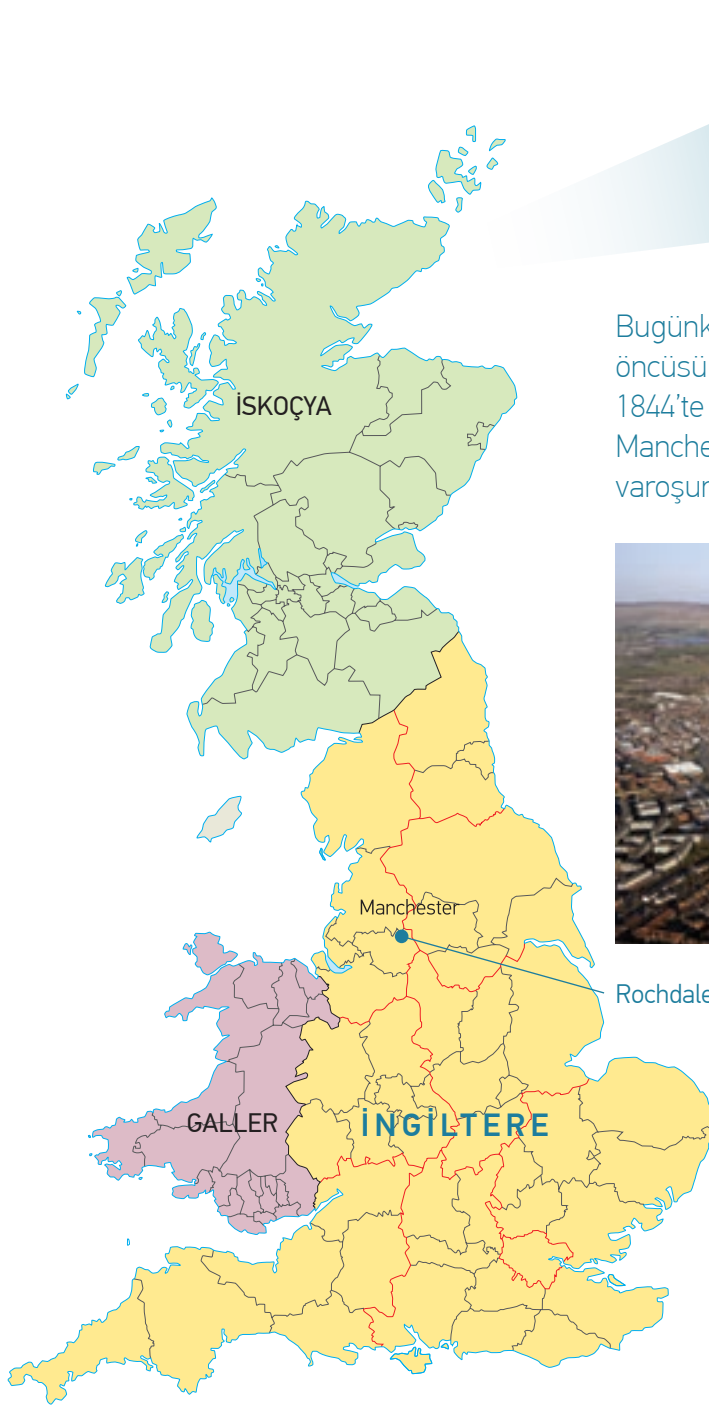 Bugünk
öncüsü
1844'te
Manche
varoşur
İSKOÇYA
Manchester
Rochdale
GALLER
İNGİLTERE